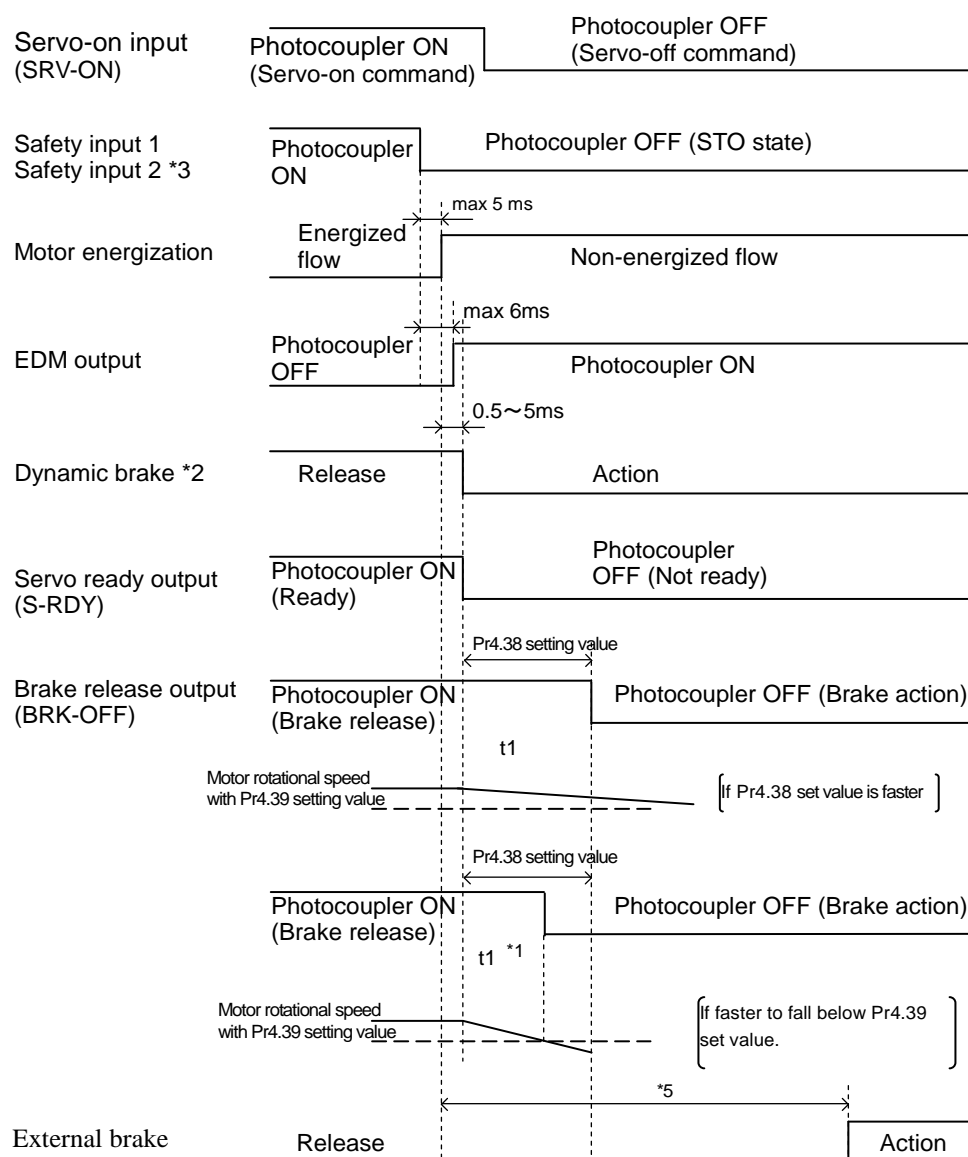 Servo-on input
(SRV-ON)
Photocoupler ON
(Servo-on command)
Photocoupler OFF
(Servo-off command)
Safety input 1
Safety input 2 *3
Photocoupler
ON
Photocoupler OFF (STO state)
max 5 ms
Motor energization
Energized
flow
Non-energized flow
max 6ms
EDM output
Photocoupler
OFF
Photocoupler ON
0.5～5ms
Dynamic brake *2
Release
Action
Servo ready output
(S-RDY)
Photocoupler ON
(Ready)
Photocoupler
OFF (Not ready)
Pr4.38 setting value
Brake release output
(BRK-OFF)
Photocoupler ON
(Brake release)
Photocoupler OFF (Brake action)
t1
Motor rotational speed
with Pr4.39 setting value
If Pr4.38 set value is faster
Pr4.38 setting value
Photocoupler ON
(Brake release)
Photocoupler OFF (Brake action)
t1 *1
Motor rotational speed
with Pr4.39 setting value
If faster to fall below Pr4.39
set value.
*5
External brake
Release
Action